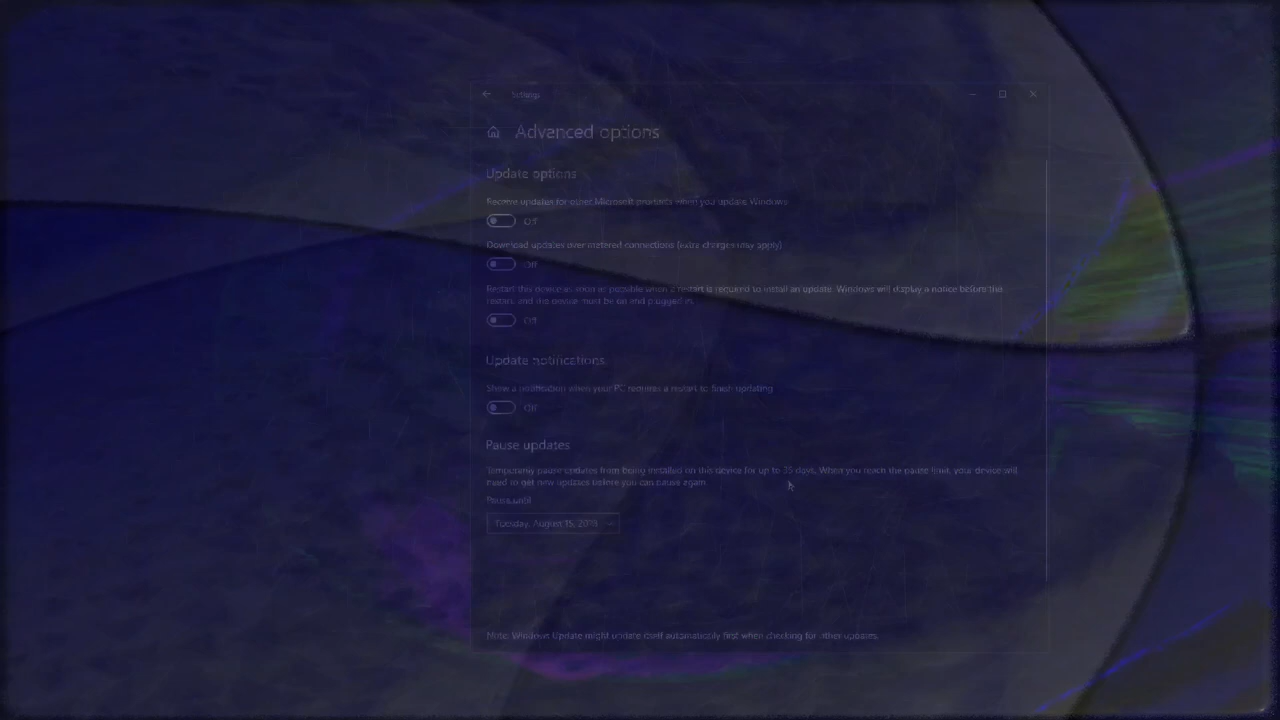 Settings
Advanced options
Update options
Receive updates for other Microsoft products when you update Windows
Off
Download updates over metered connections (extra charges may apply)
Off
Restart this device as soon as possible when a restart is required to install an update. Windows will display a notice before the
restart, and the device must be on and plugged in.
Off
Update notifications
Show a notification when your PC requires a restart to finish updating
Off
Pause updates
Temporarily pause updates from being installed on this device for up to 35 days. When you reach the pause limit, your device will
need to get new updates before you can pause again.
Pause until
Tuesday, August 15,
Note: Windows Update might update itself automatically first when checking for other updates.